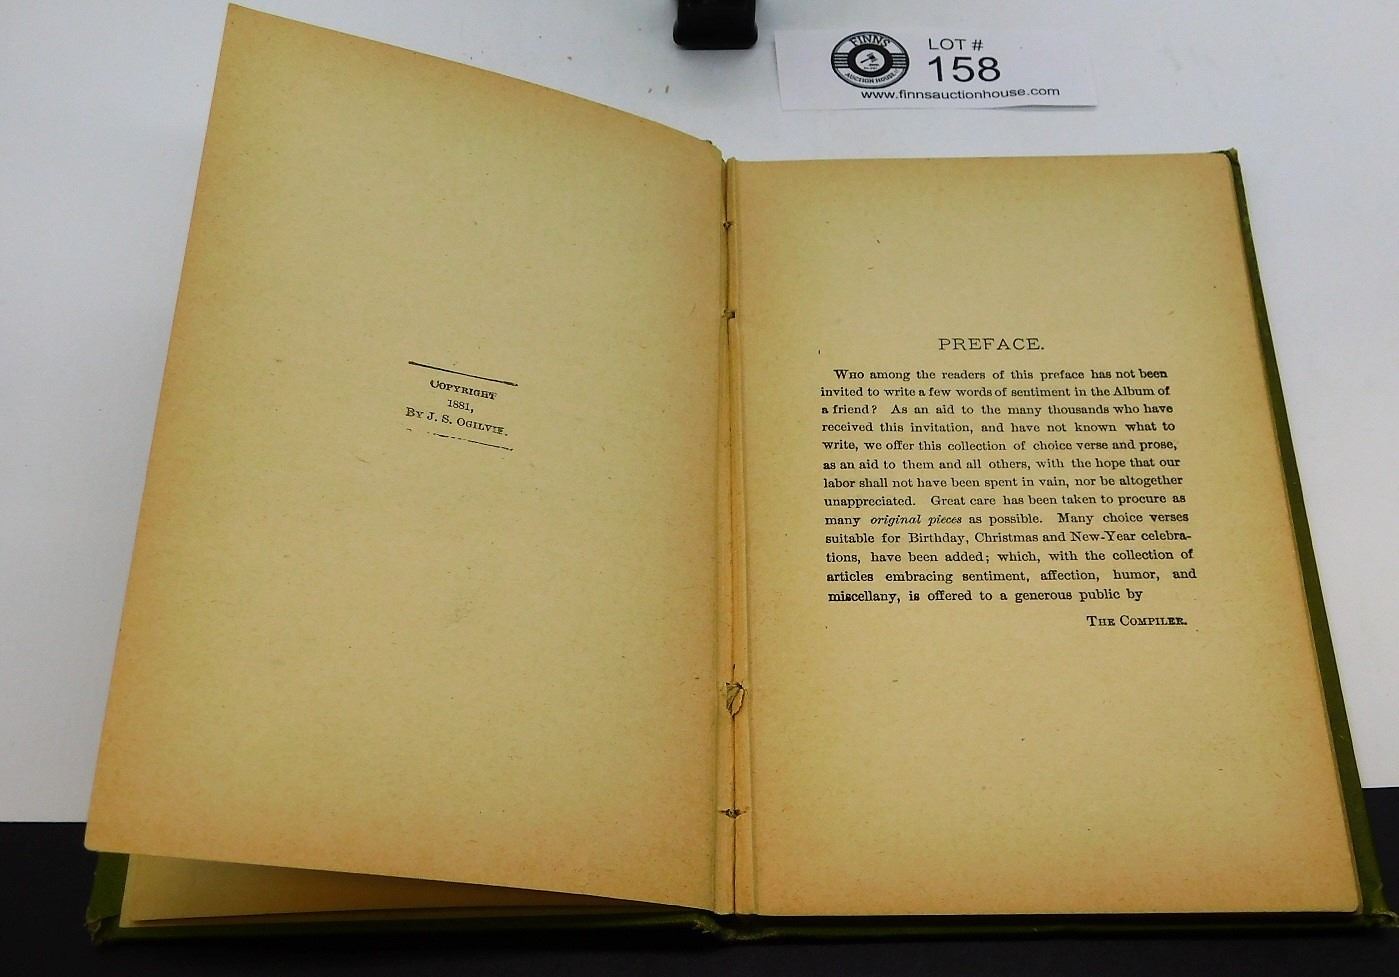 FINNS
AUCTION HOUSE
LOT #
158
www.finnsauctionhouse.com
COPYRIGHT
1881,
BY J. S. OGILVIE.
PREFACE.
WHO among the readers of this preface has not been
invited to write a few words of sentiment in the Album of
a friend? As an aid to the many thousands who have
received this invitation, and have not known what to
write, we offer this collection of choice verse and prose,
as an aid to them and all others, with the hope that our
labor shall not have been spent in vain, nor be altogether
unappreciated. Great care has been taken to procure as
many original pieces as possible. Many choice verses
suitable for Birthday, Christmas and New-Year celebra-
tions, have been added; which, with the collection of
articles embracing sentiment, affection, humor, and
miscellany, is offered to a generous public by
THE COMPILER.